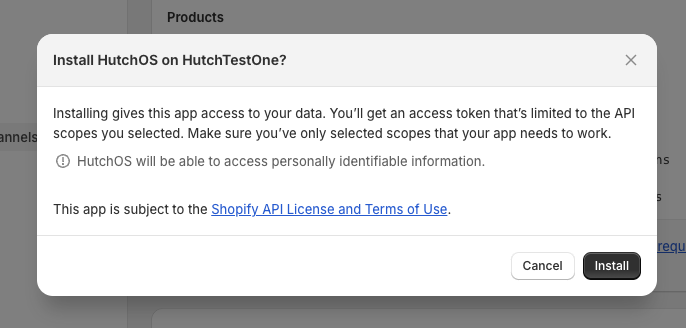 Products
Install HutchOS on HutchTestOne?
Installing gives this app access to your data. You’ll get an access token that’s limited to the API
scopes you selected. Make sure you’ve only selected scopes that your app needs to work.
HutchOS will be able to access personally identifiable information.
This app is subject to the Shopify API License and Terms of Use.
Cancel
Install